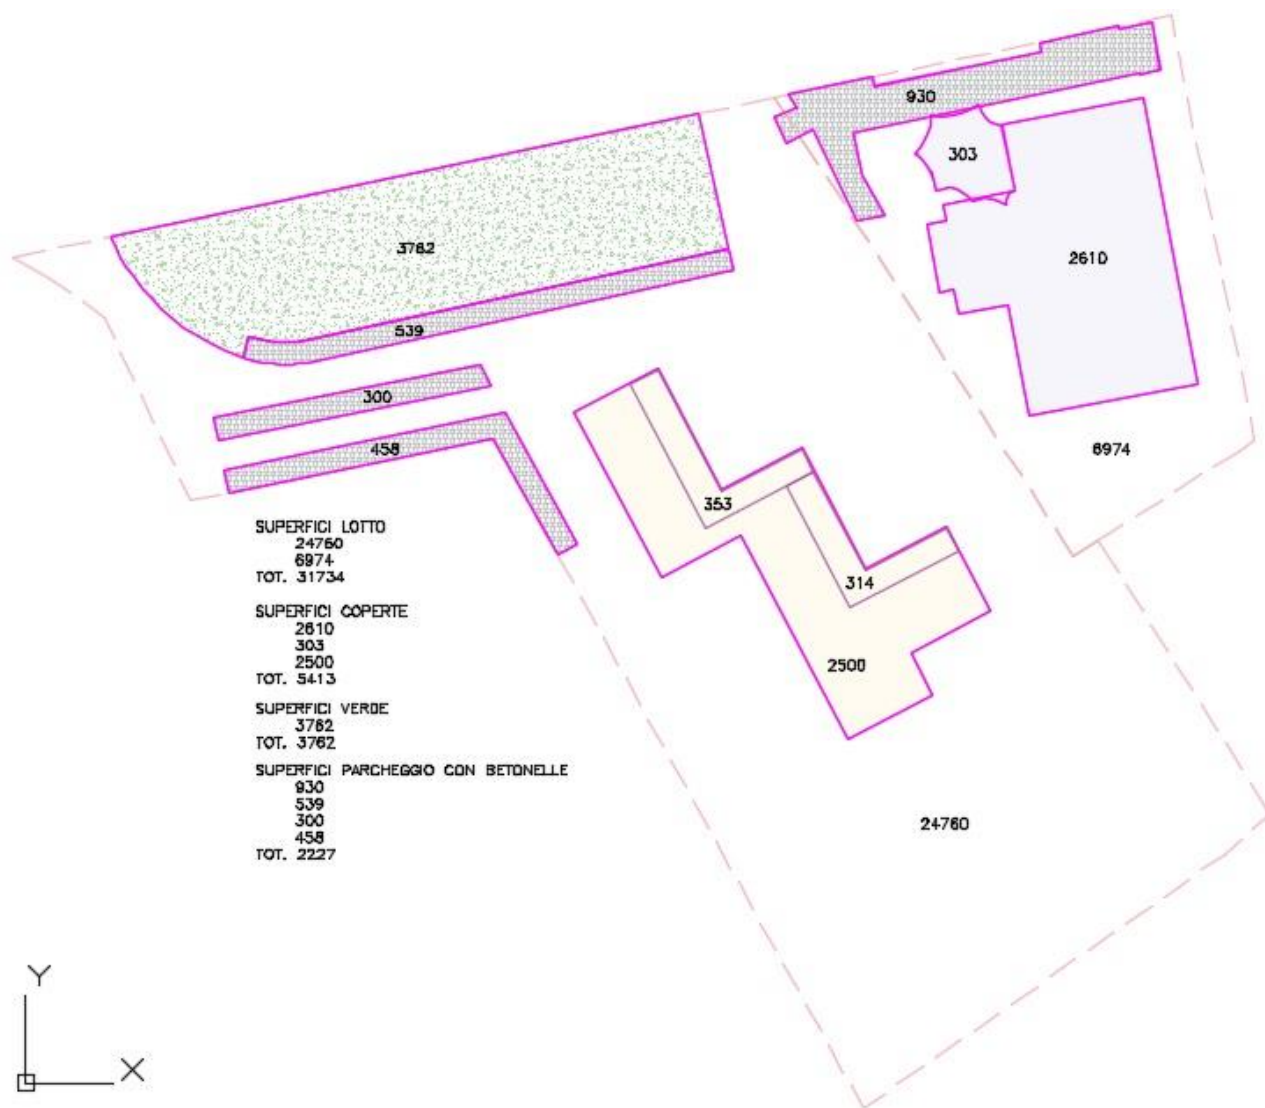 930
303
3762
2610
539
300
458
6974
353
314
2500
24760
SUPERFICI LOTTO
24760
6974
TOT. 31734
SUPERFICI COPERTE
2610
303
2500
TOT. 5413
SUPERFICI VERDE
3762
TOT. 3762
SUPERFICI PARCHEGGIO CON BETONELLE
930
539
300
458
TOT. 2227
Y
X